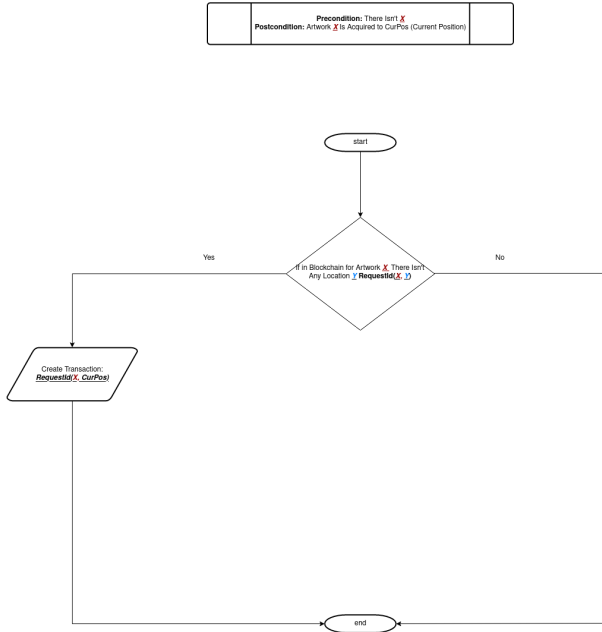 Precondition: There Isn't X
Postcondition: Artwork X Is Acquired to CurPos (Current Position)
start
Yes
No
If in Blockchain for Artwork X, There Isn't
Any Location Y RequestId(X, Y)
Create Transaction:
RequestId(X, CurPos)
end